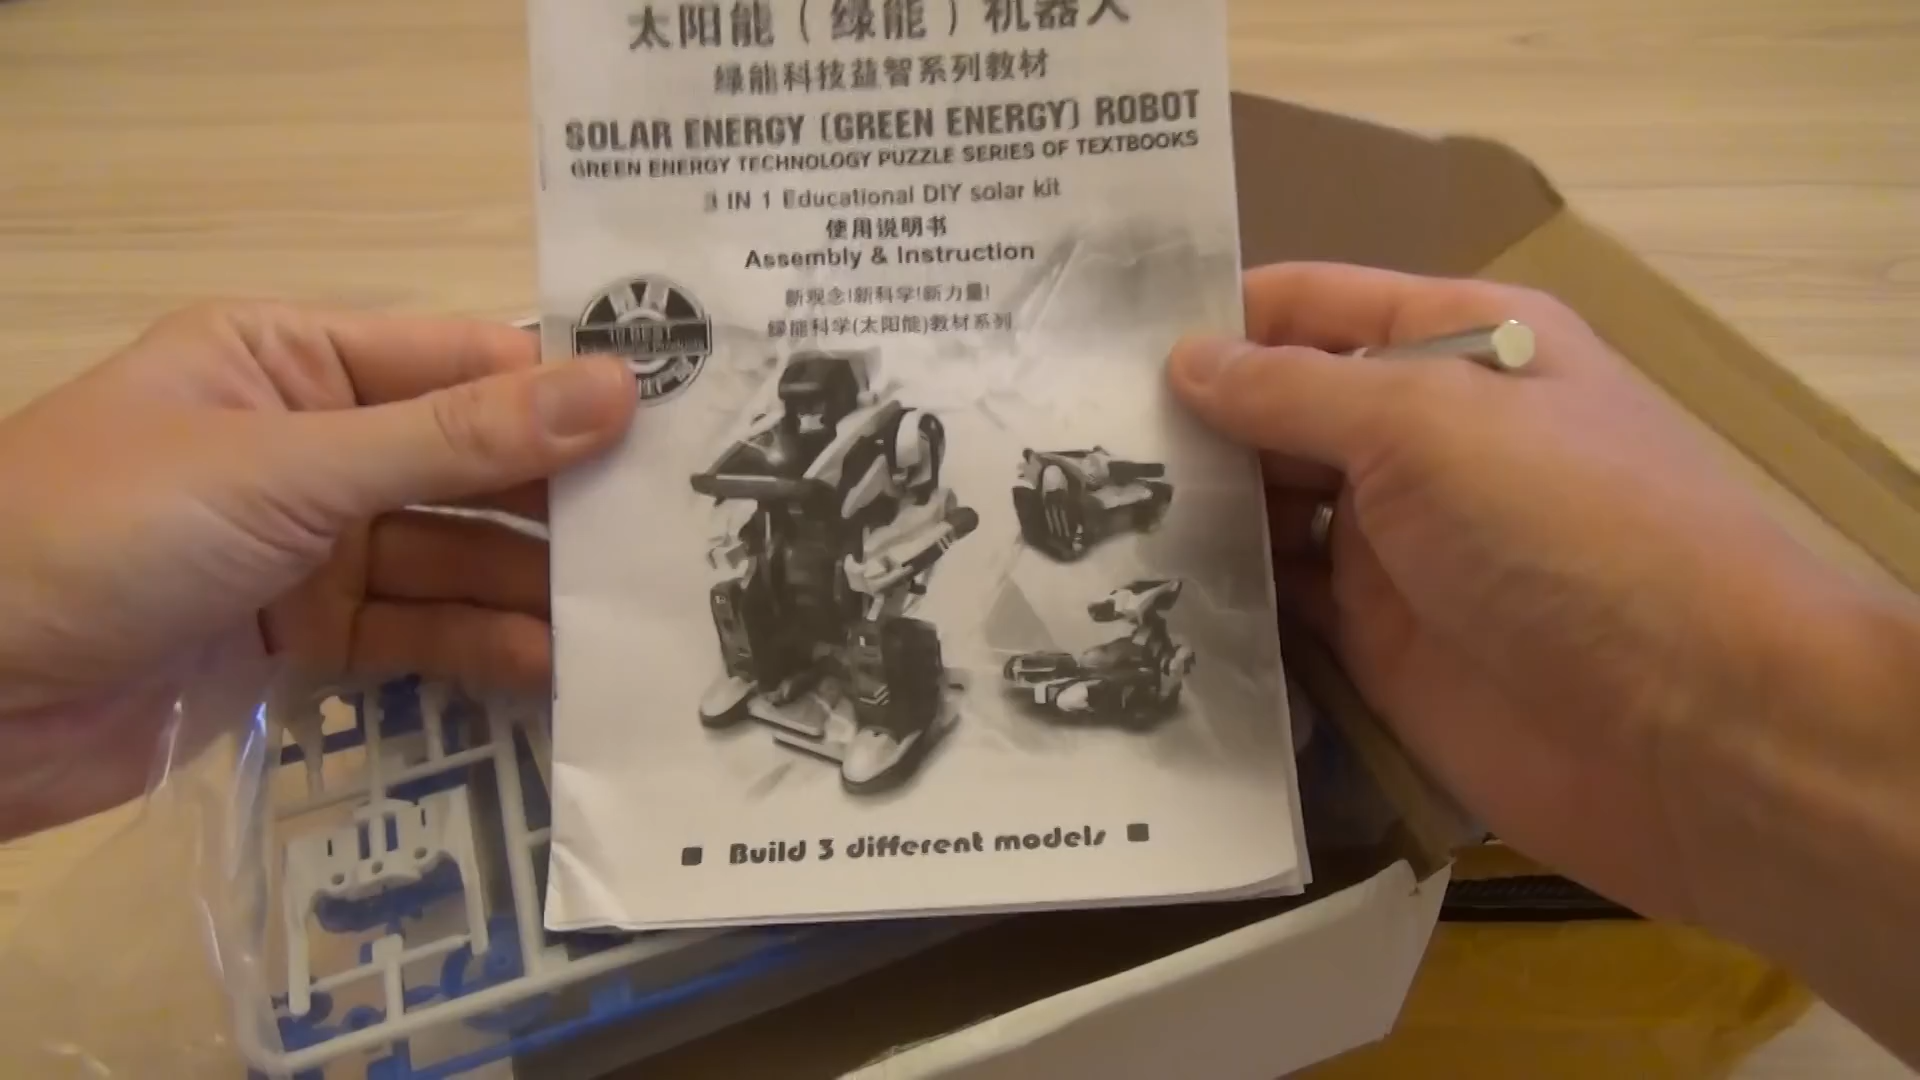 太阳能（绿能）机器人
绿能科技益智系列教材
SOLAR ENERGY (GREEN ENERGY) ROBOT
GREEN ENERGY TECHNOLOGY PUZZLE SERIES OF TEXTBOOKS
3 IN 1 Educational DIY solar kit
使用说明书
Assembly & Instruction
新观念!新科学!新力量!
绿能科学(太阳能)教材系列
Build 3 different models